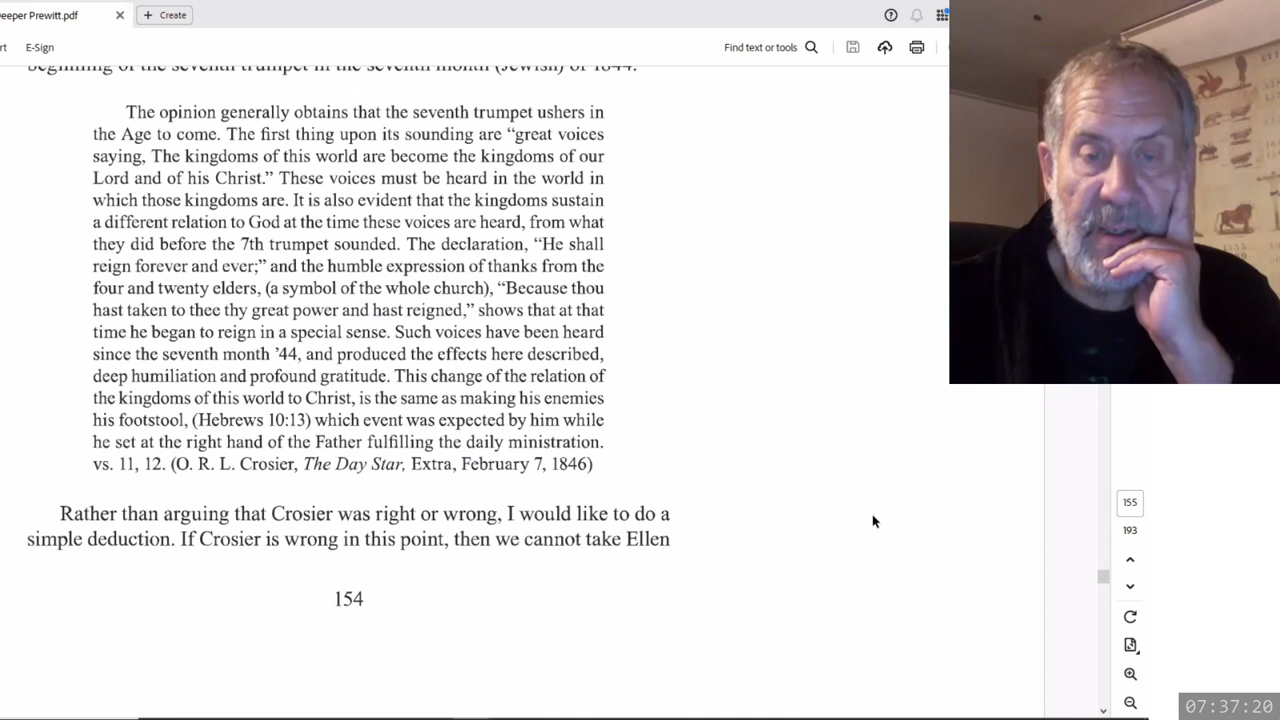 eeper Prewitt.pdf
Create
rt
E-Sign
Find text or tools
beginning of the seventh trumpet in the seventh month (Jewish) of 1844.
The opinion generally obtains that the seventh trumpet ushers in
the Age to come. The first thing upon its sounding are “great voices
saying, The kingdoms of this world are become the kingdoms of our
Lord and of his Christ.” These voices must be heard in the world in
which those kingdoms are. It is also evident that the kingdoms sustain
a different relation to God at the time these voices are heard, from what
they did before the 7th trumpet sounded. The declaration, “He shall
reign forever and ever;” and the humble expression of thanks from the
four and twenty elders, (a symbol of the whole church), “Because thou
hast taken to thee thy great power and hast reigned,” shows that at that
time he began to reign in a special sense. Such voices have been heard
since the seventh month ’44, and produced the effects here described,
deep humiliation and profound gratitude. This change of the relation of
the kingdoms of this world to Christ, is the same as making his enemies
his footstool, (Hebrews 10:13) which event was expected by him while
he set at the right hand of the Father fulfilling the daily ministration.
vs. 11, 12. (O. R. L. Crosier, The Day Star, Extra, February 7, 1846)
Rather than arguing that Crosier was right or wrong, I would like to do a
simple deduction. If Crosier is wrong in this point, then we cannot take Ellen
154
155
193
07:37:20